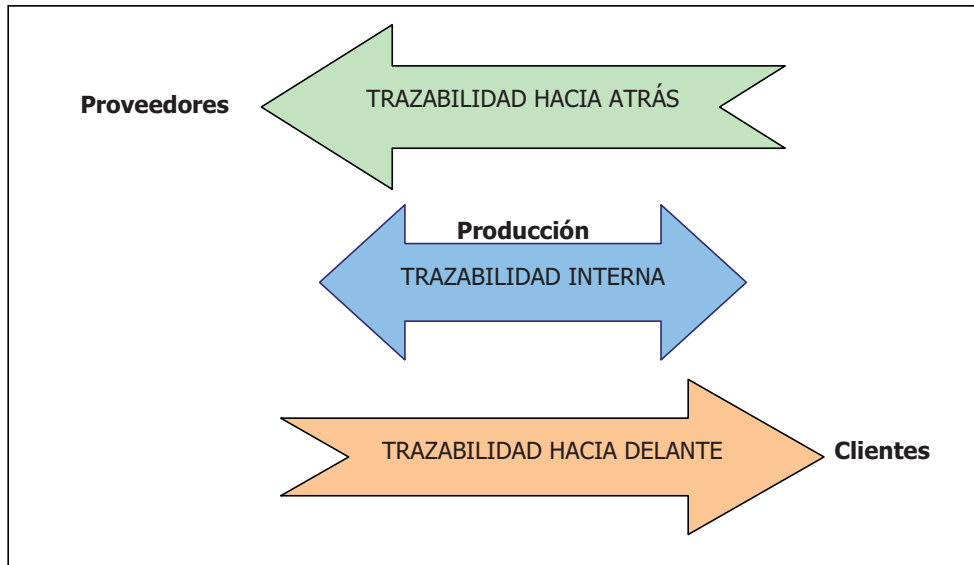 TRAZABILIDAD HACIA ATRÁS
Proveedores
Producción
TRAZABILIDAD INTERNA
TRAZABILIDAD HACIA DELANTE
Clientes